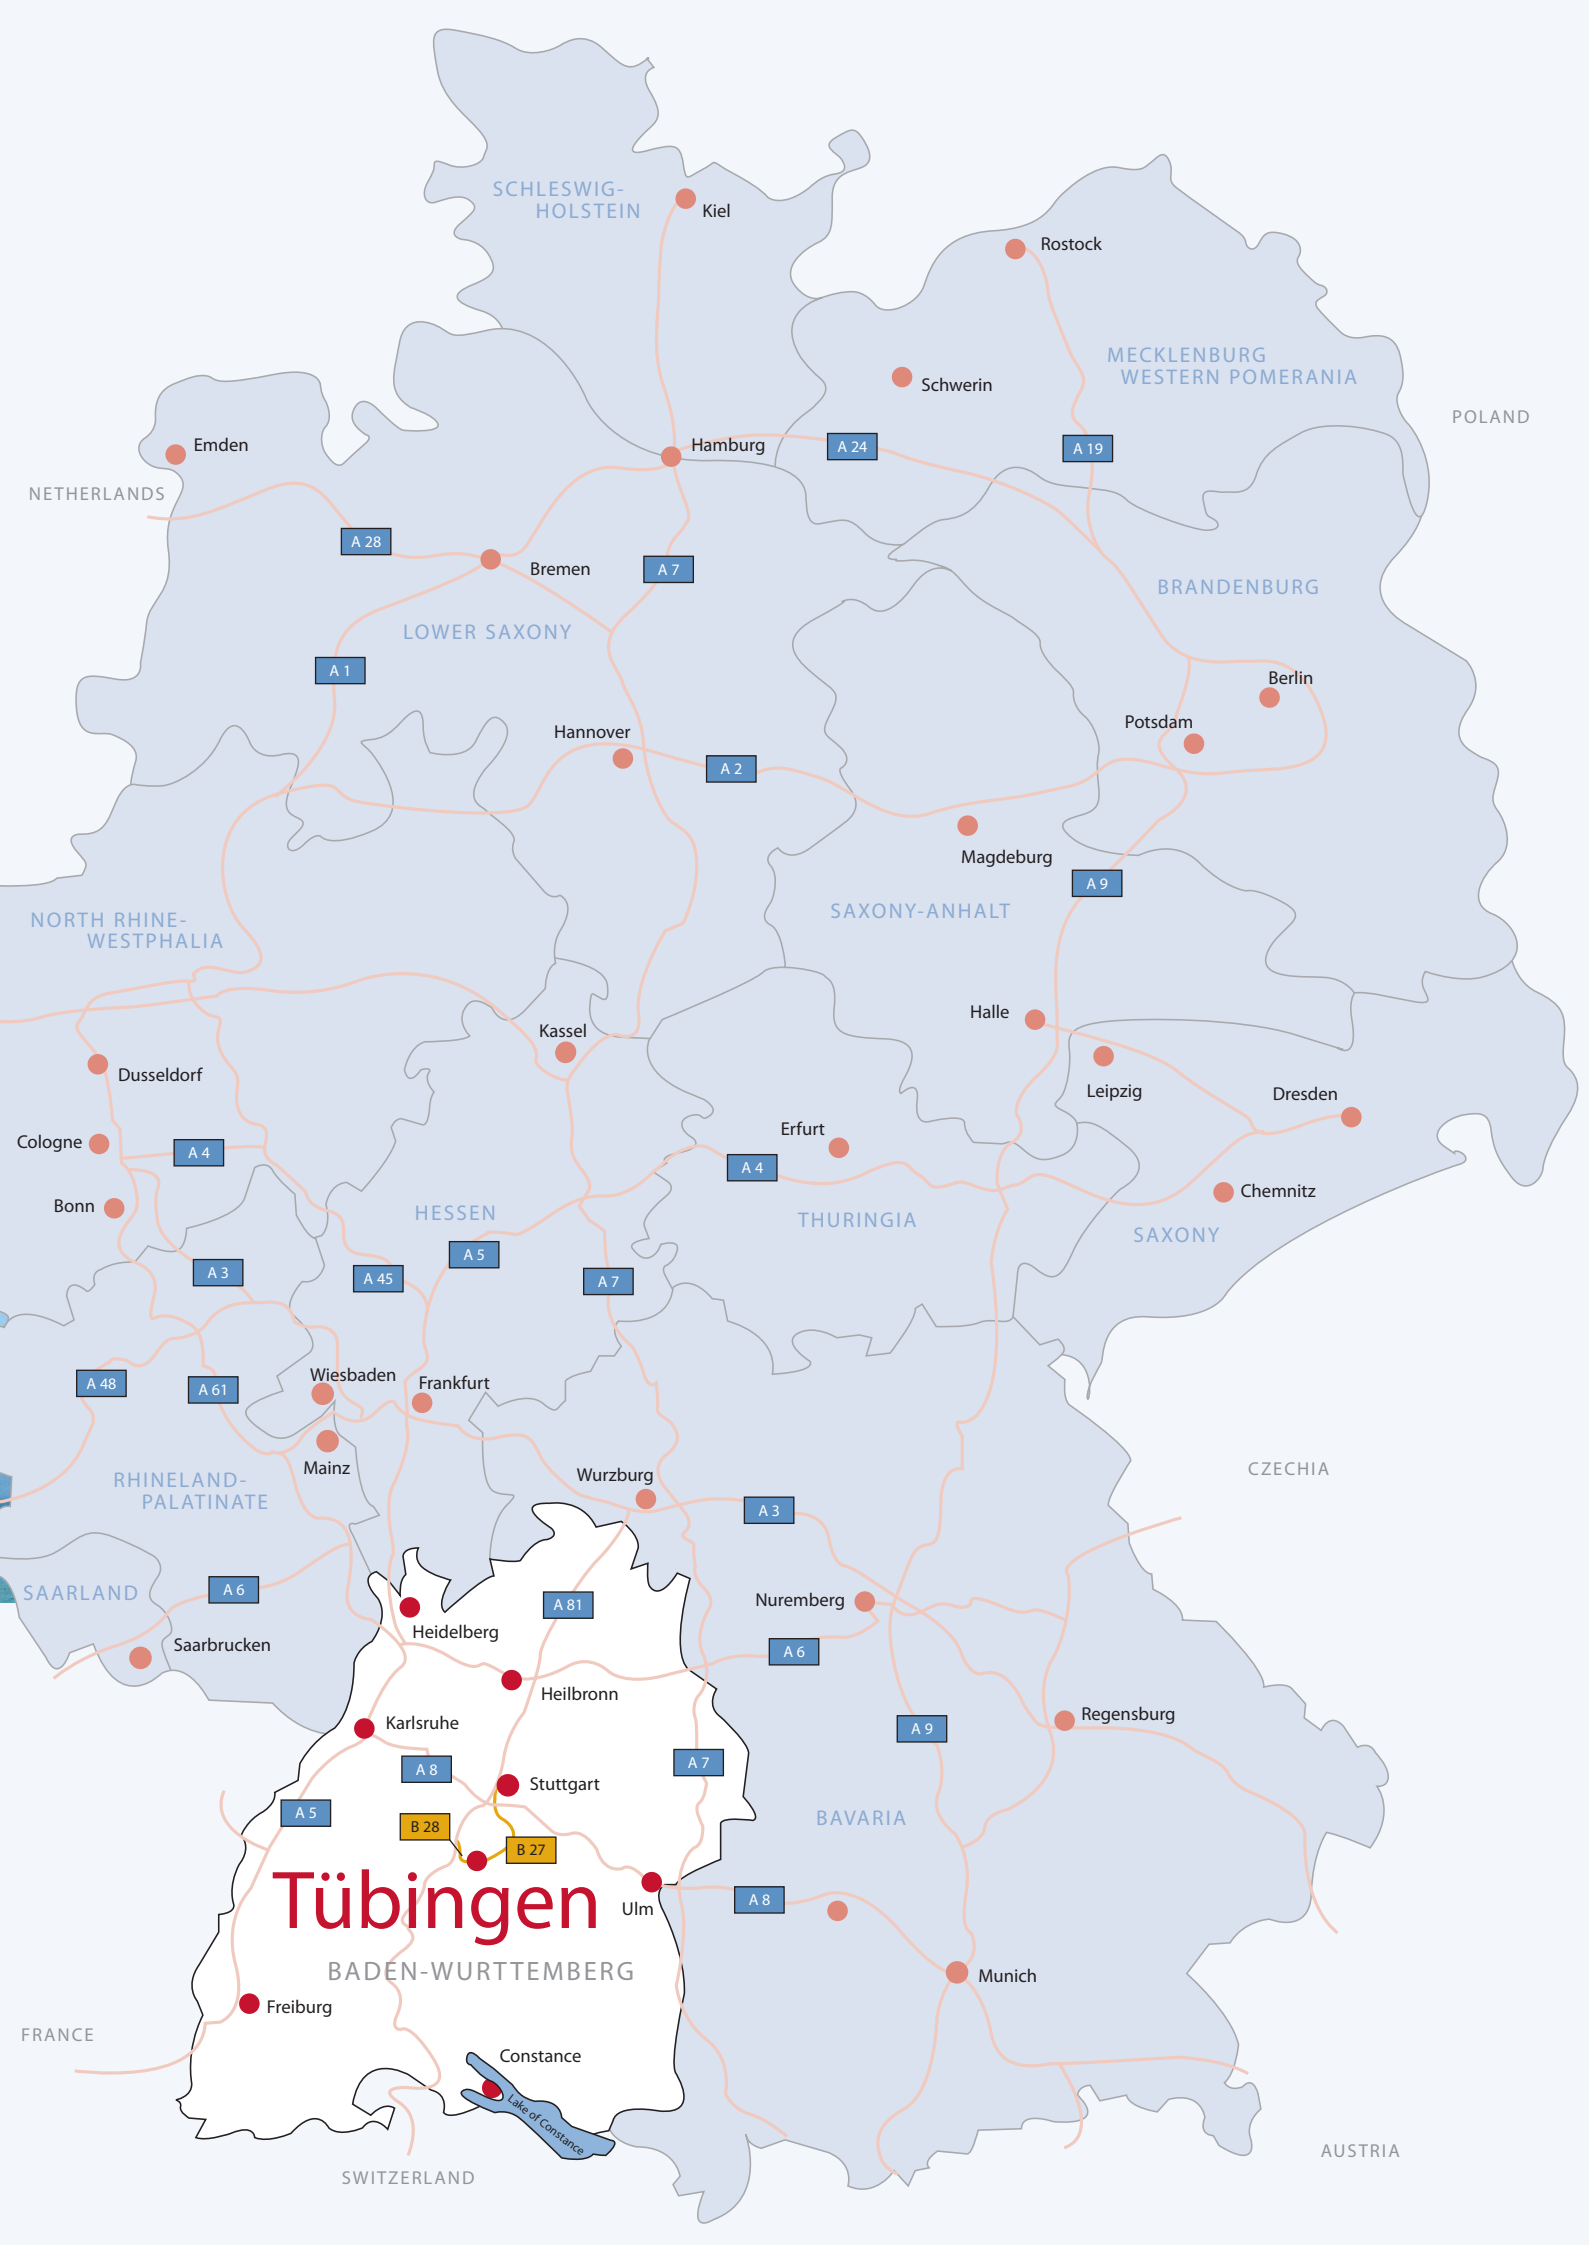 SCHLESWIG-
HOLSTEIN
Kiel
Rostock
MECKLENBURG
WESTERN POMERANIA
Schwerin
POLAND
Emden
Hamburg
A 24
A 19
NETHERLANDS
A 28
Bremen
A 7
BRANDENBURG
LOWER SAXONY
A 1
Berlin
Potsdam
Hannover
A 2
Magdeburg
A 9
SAXONY-ANHALT
NORTH RHINE-
WESTPHALIA
Halle
Kassel
Dusseldorf
Leipzig
Dresden
Cologne
A 4
Erfurt
A 4
Bonn
Chemnitz
HESSEN
THURINGIA
SAXONY
A 5
A 3
A 45
A 7
Wiesbaden
A 48
A 61
Frankfurt
Mainz
CZECHIA
RHINELAND-
PALATINATE
Wurzburg
A 3
SAARLAND
A 6
A 81
Nuremberg
Heidelberg
Saarbrucken
A 6
Heilbronn
Karlsruhe
Regensburg
A 9
A 8
A 7
Stuttgart
A 5
BAVARIA
B 28
B 27
Tübingen
Ulm
A 8
BADEN-WURTTEMBERG
Munich
Freiburg
FRANCE
Constance
Lake of Constance
SWITZERLAND
AUSTRIA